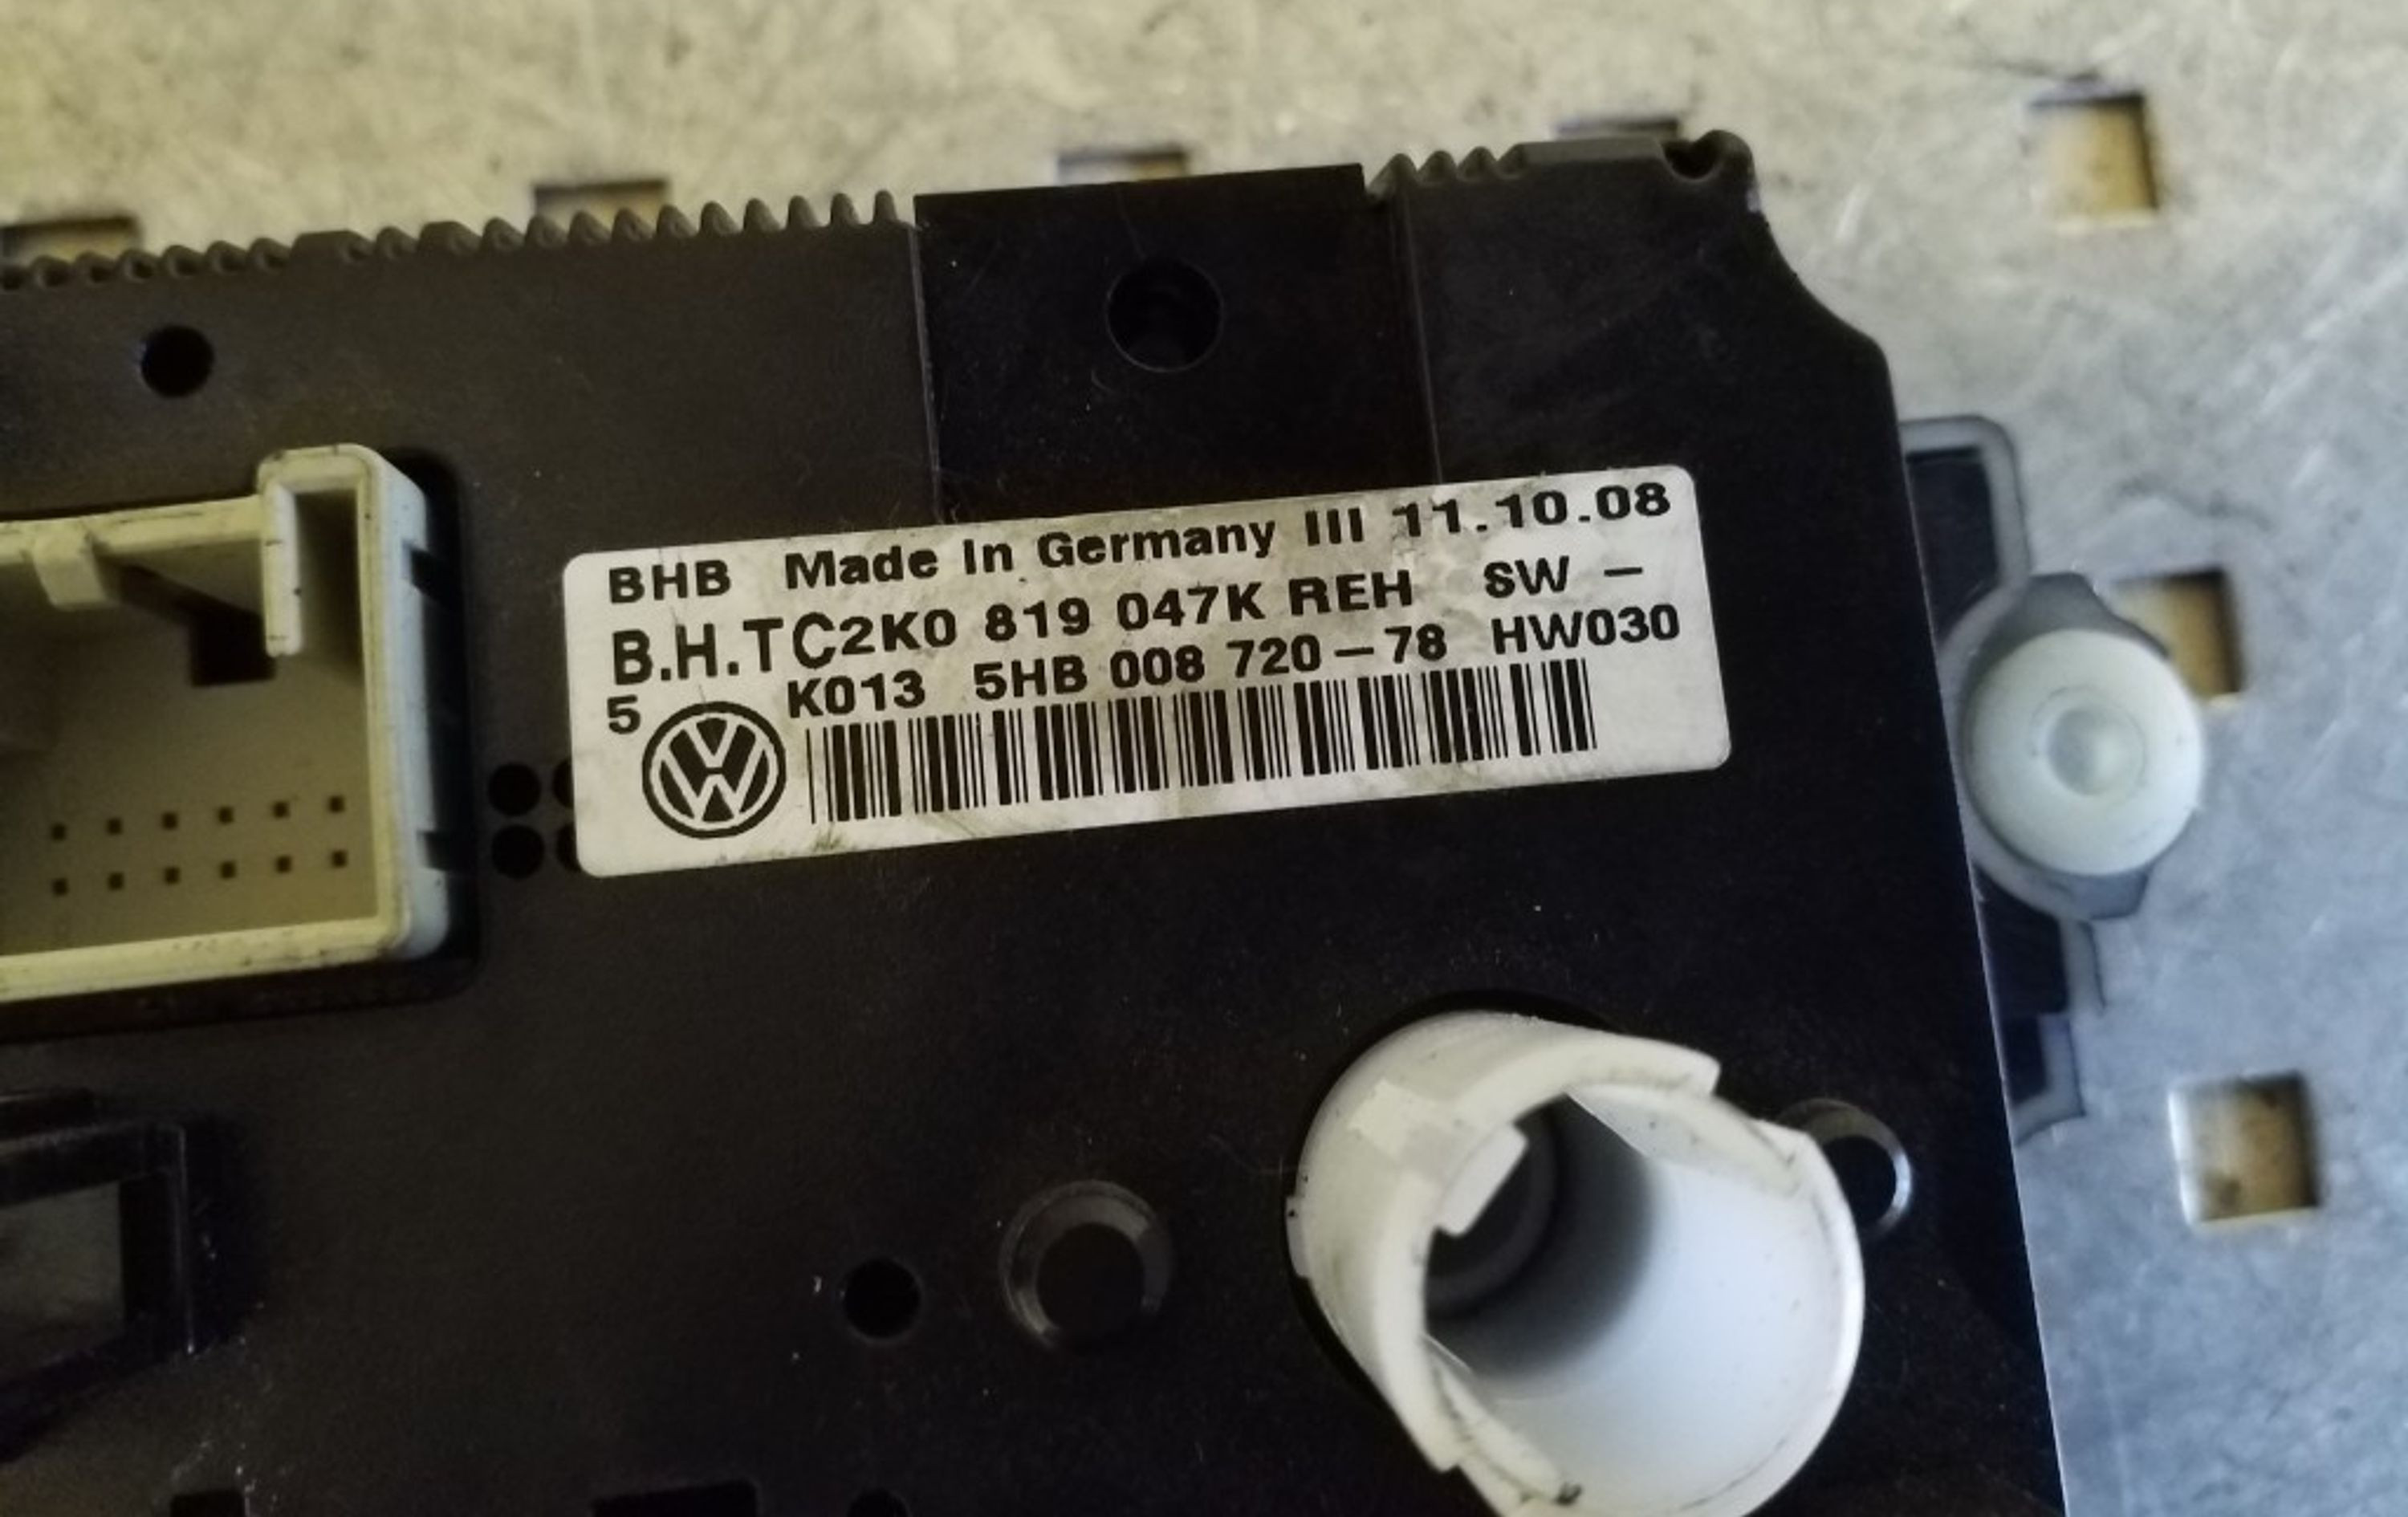 BHB Made In Germany III 11.10.08
B.H.T C2K0 819 047K REH SW -
5 K013 5HB 008 720-78 HW030